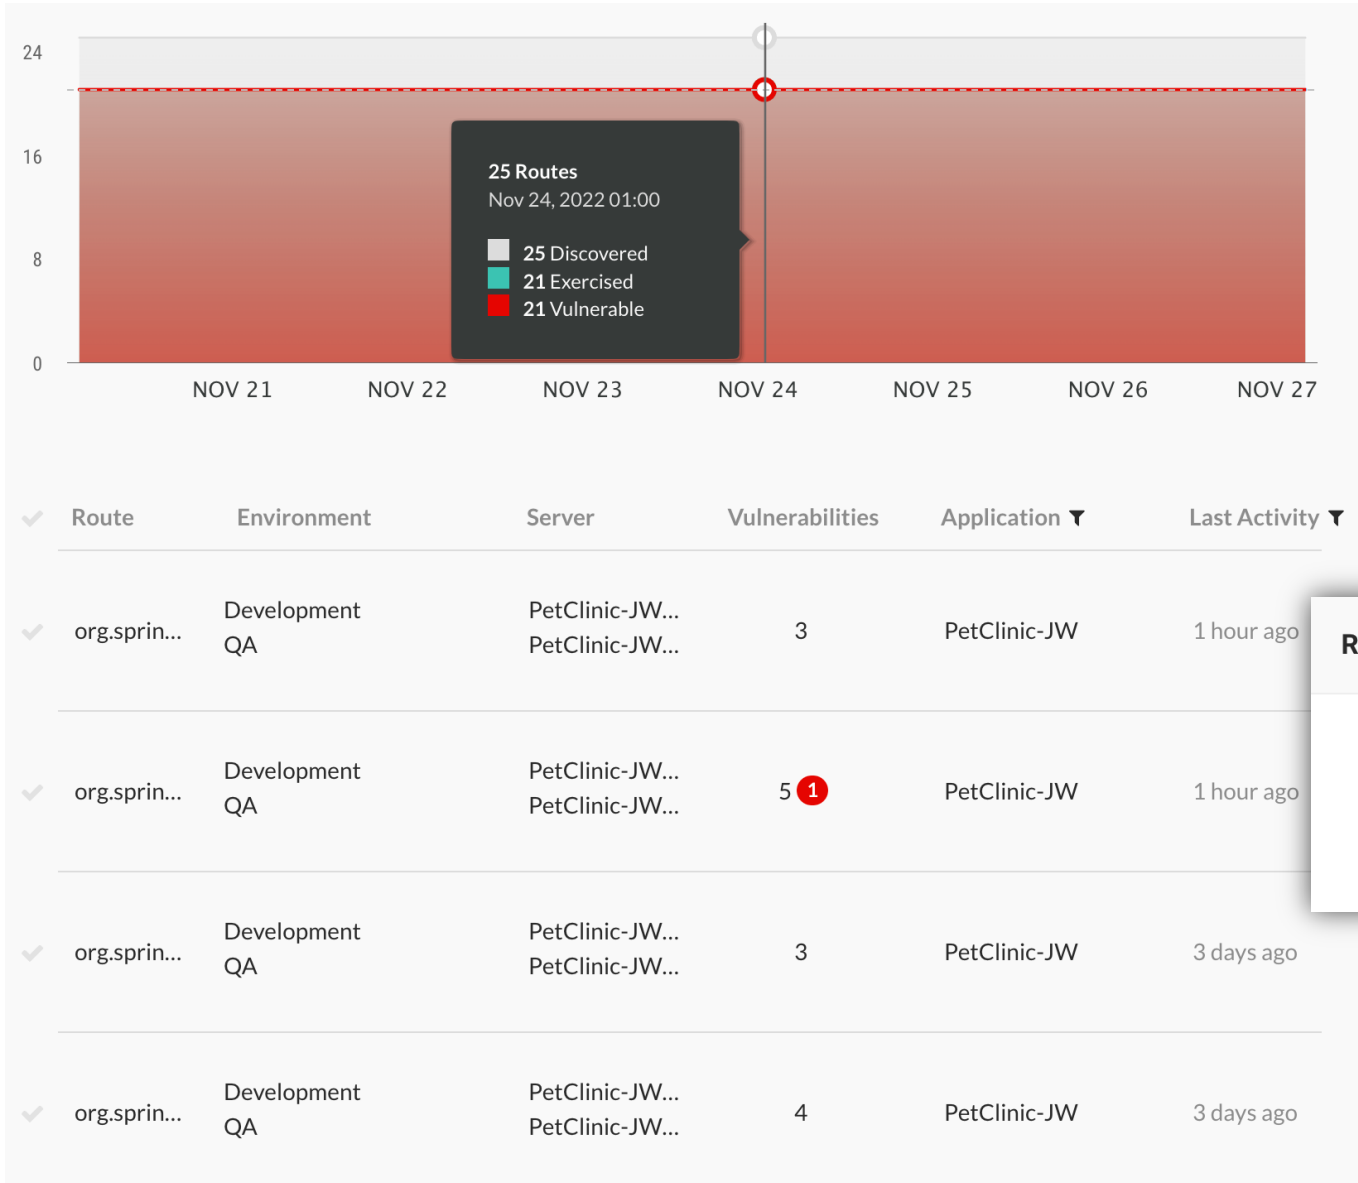 24
16
8
0
25 Routes
Nov 24, 2022 01:00
25 Discovered
21 Exercised
21 Vulnerable
NOV 21 NOV 22 NOV 23 NOV 24 NOV 25 NOV 26 NOV 27
Route Environment Server Vulnerabilities Application Last Activity
org.sprin... Development QA PetClinic-JW... PetClinic-JW... 3 PetClinic-JW 1 hour ago
R
org.sprin... Development QA PetClinic-JW... PetClinic-JW... 5 1 PetClinic-JW 1 hour ago
org.sprin... Development QA PetClinic-JW... PetClinic-JW... 3 PetClinic-JW 3 days ago
org.sprin... Development QA PetClinic-JW... PetClinic-JW... 4 PetClinic-JW 3 days ago